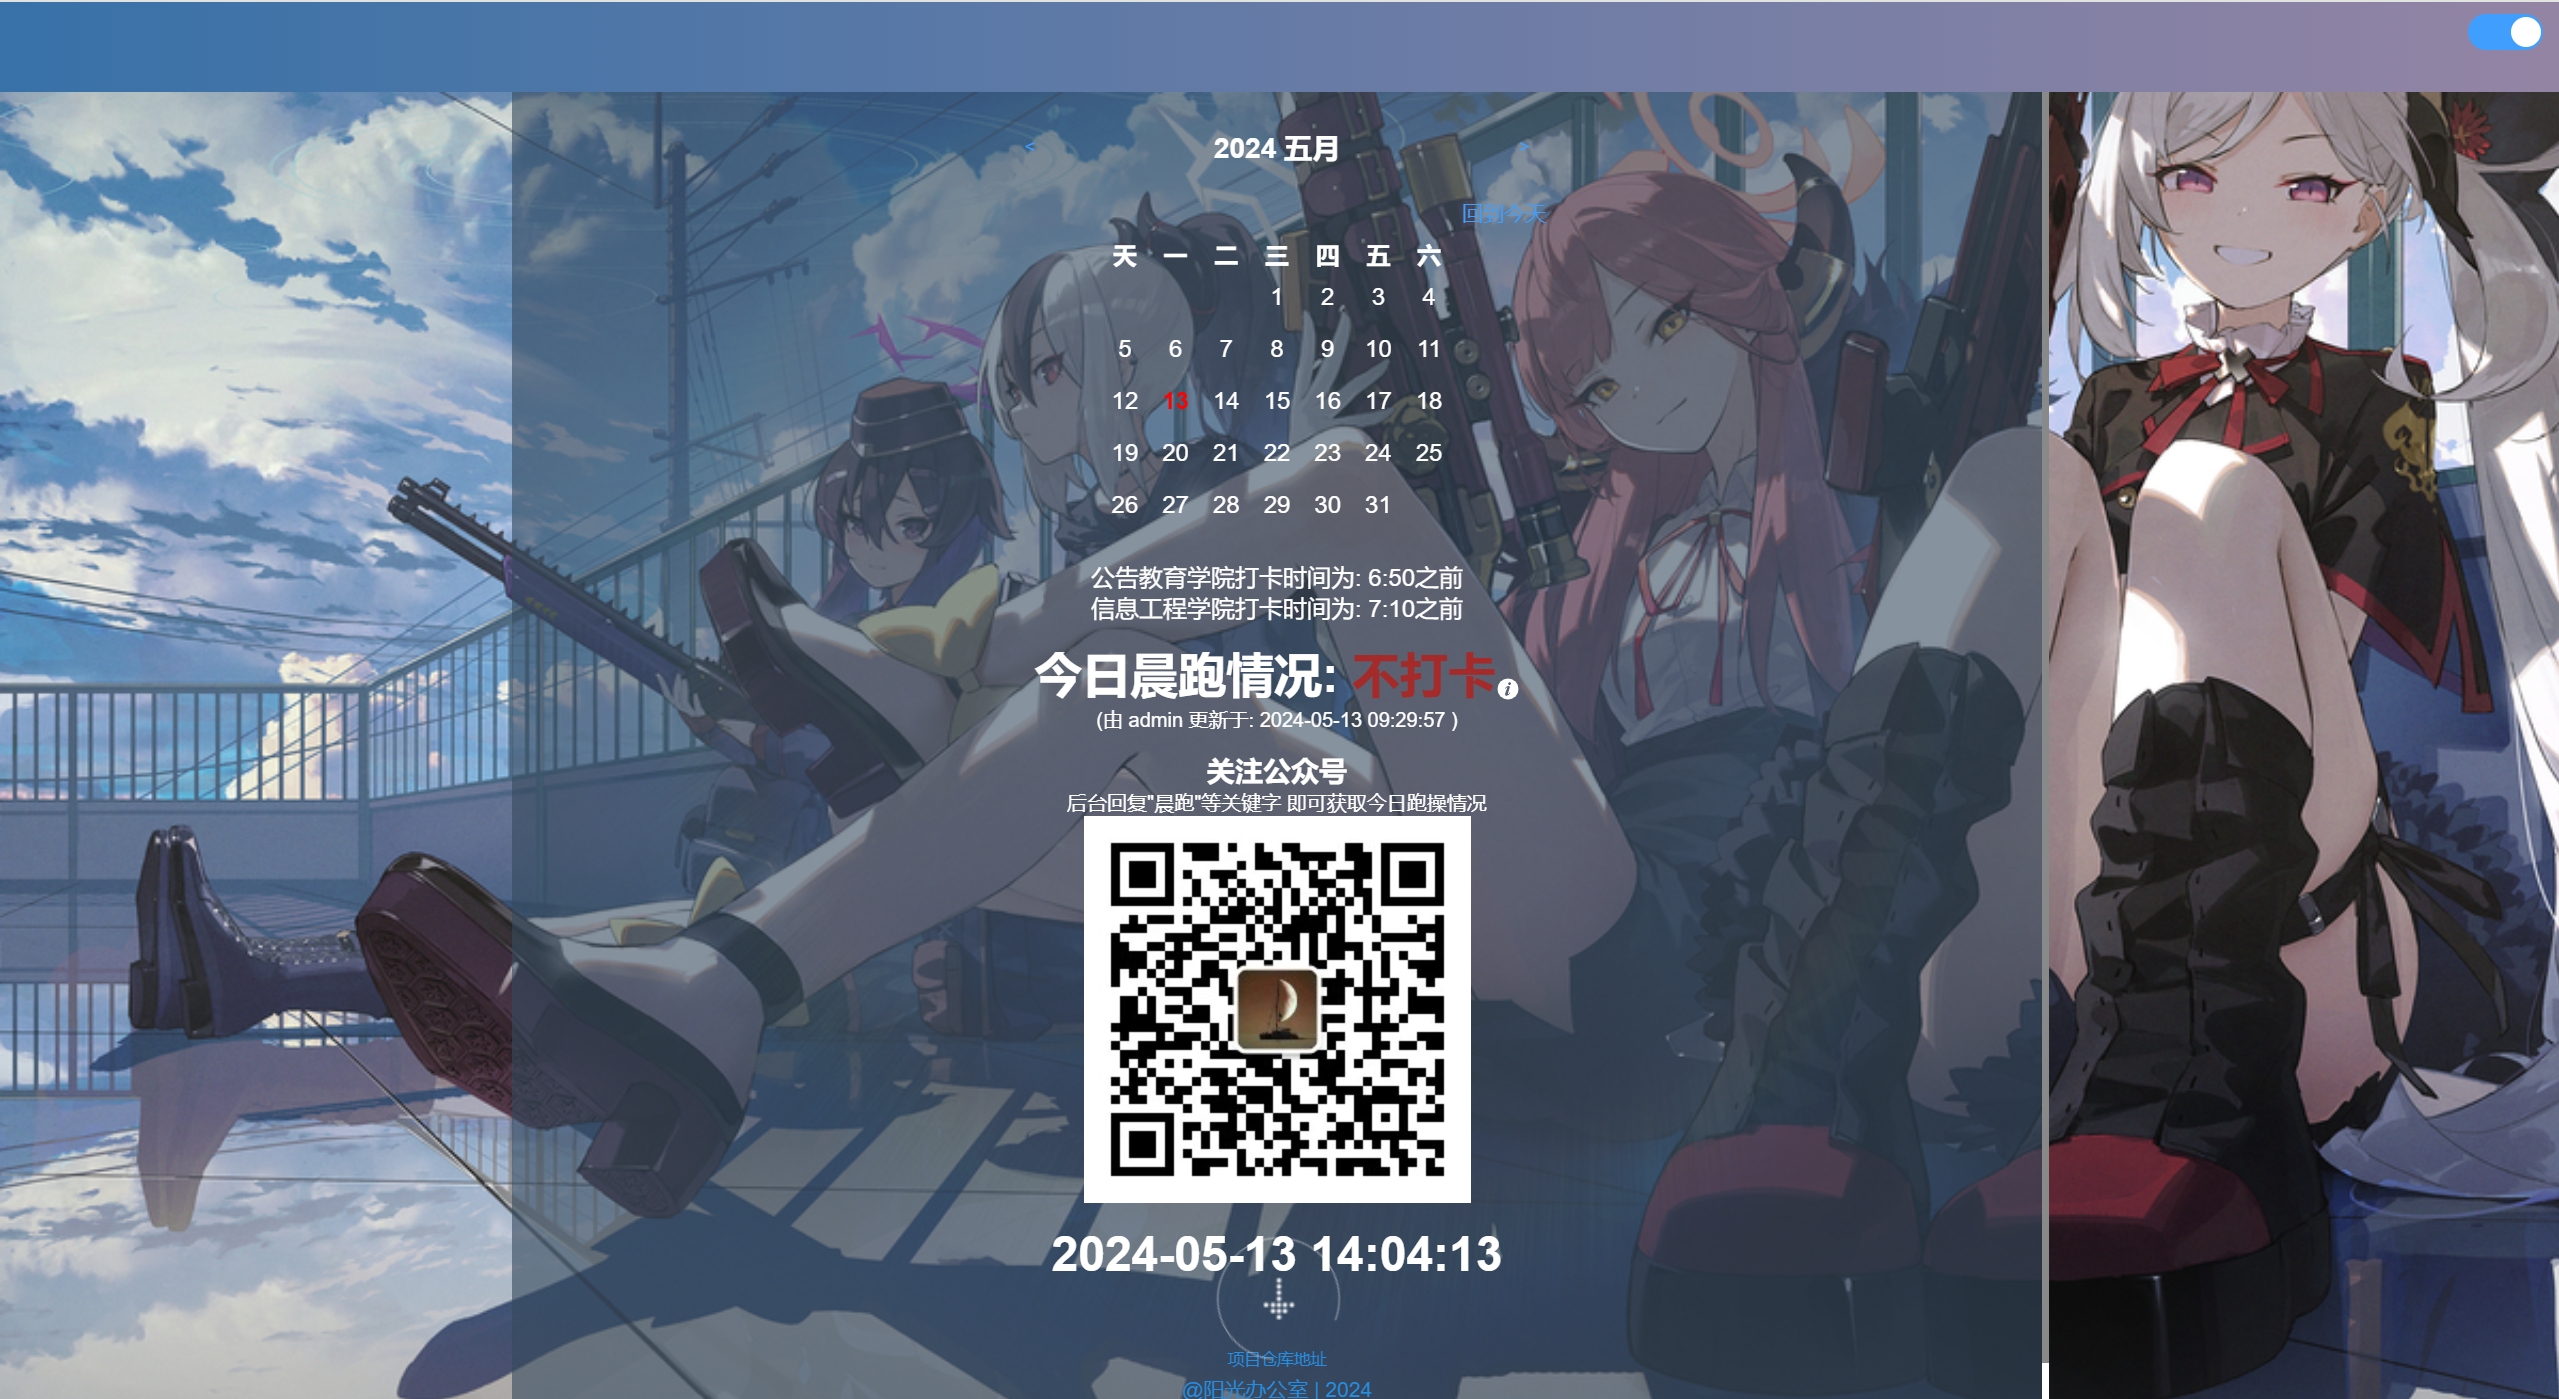 < 2024 五月 >
回到今天
天 一 二 三 四 五 六
1 2 3 4
5 6 7 8 9 10 11
12 13 14 15 16 17 18
19 20 21 22 23 24 25
26 27 28 29 30 31
公告教育学院打卡时间为: 6:50之前
信息工程学院打卡时间为: 7:10之前
今日晨跑情况: 不打卡
(由 admin 更新于: 2024-05-13 09:29:57 )
关注公众号
后台回复"晨跑"等关键字 即可获取今日跑操情况
2024-05-13 14:04:13
项目仓库地址
@阳光办公室 | 2024